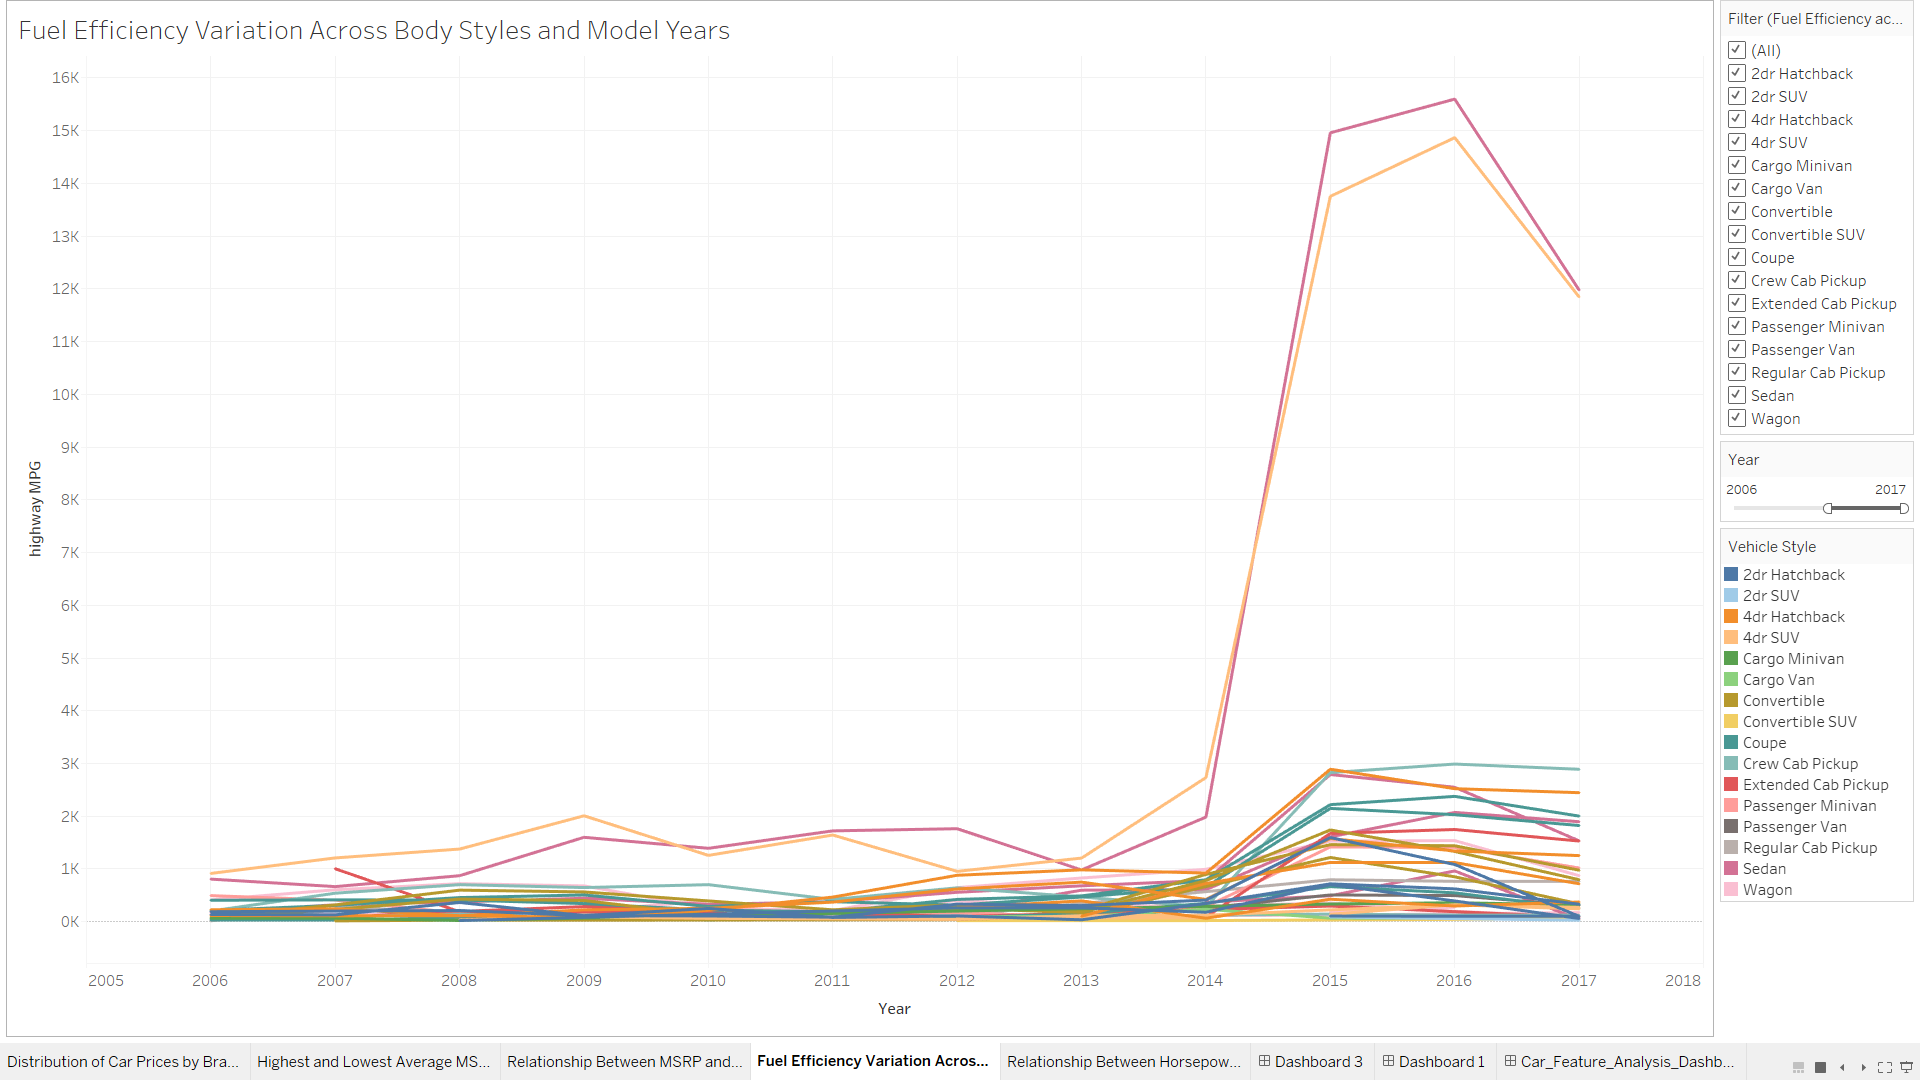 Fuel Efficiency Variation Across Body Styles and Model Years
16K
15K
14K
13K
12K
11K
10K
9K
8K
7K
6K
5K
4K
3K
2K
1K
0K
highway MPG
2005 2006 2007 2008 2009 2010 2011 2012 2013 2014 2015 2016 2017 2018
Year
Filter (Fuel Efficiency ac...
(All)
2dr Hatchback
2dr SUV
4dr Hatchback
4dr SUV
Cargo Minivan
Cargo Van
Convertible
Convertible SUV
Coupe
Crew Cab Pickup
Extended Cab Pickup
Passenger Minivan
Passenger Van
Regular Cab Pickup
Sedan
Wagon
Year
2006 2017
Vehicle Style
2dr Hatchback
2dr SUV
4dr Hatchback
4dr SUV
Cargo Minivan
Cargo Van
Convertible
Convertible SUV
Coupe
Crew Cab Pickup
Extended Cab Pickup
Passenger Minivan
Passenger Van
Regular Cab Pickup
Sedan
Wagon
Distribution of Car Prices by Bra... Highest and Lowest Average MS... Relationship Between MSRP and... Fuel Efficiency Variation Acros... Relationship Between Horsepow... Dashboard 3 Dashboard 1 Car_Feature_Analysis_Dashb...